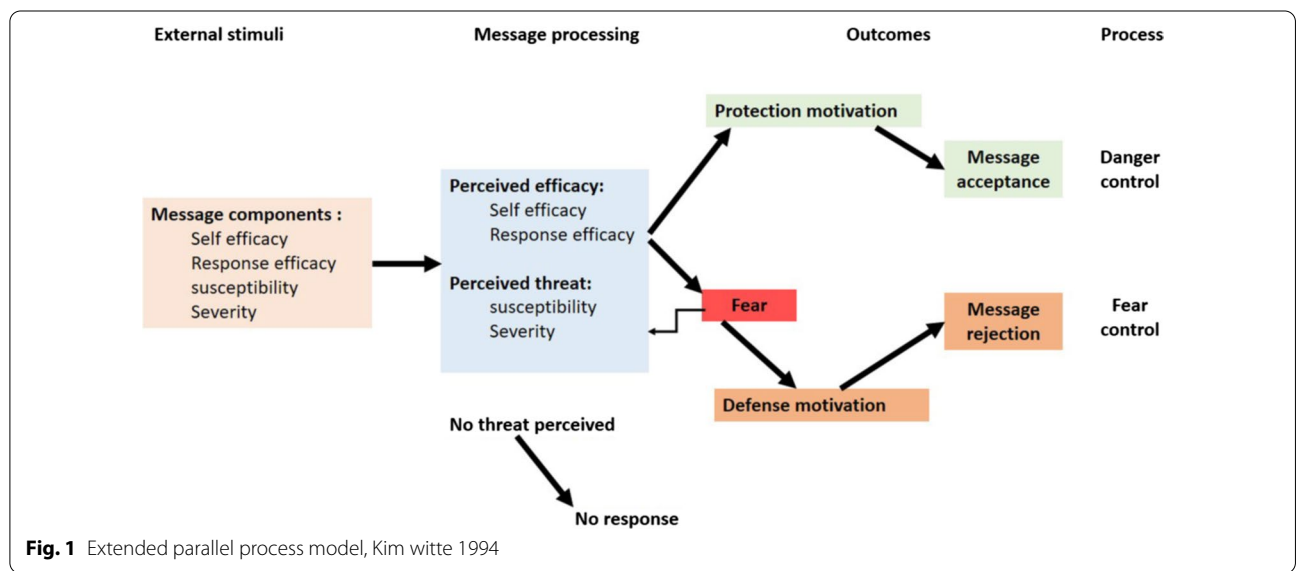 External stimuli
Message processing
Outcomes
Process
Message components :
Self efficacy
Response efficacy
susceptibility
Severity
Perceived efficacy:
Self efficacy
Response efficacy
Perceived threat:
susceptibility
Severity
No threat perceived
No response
Protection motivation
Fear
Defense motivation
Message
acceptance
Message
rejection
Danger
control
Fear
control
Fig. 1 Extended parallel process model, Kim witte 1994